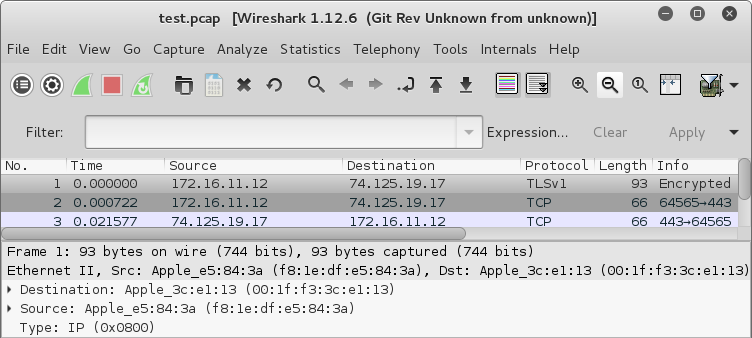 test.pcap [Wireshark 1.12.6 (Git Rev Unknown from unknown)]
File Edit View Go Capture Analyze Statistics Telephony Tools Internals Help
Filter: Expression... Clear Apply
No. Time Source Destination Protocol Length Info
1 0.000000 172.16.11.12 74.125.19.17 TLSv1 93 Encrypted
2 0.000722 172.16.11.12 74.125.19.17 TCP 66 64565→443
3 0.021577 74.125.19.17 172.16.11.12 TCP 66 443→64565
Frame 1: 93 bytes on wire (744 bits), 93 bytes captured (744 bits)
Ethernet II, Src: Apple_e5:84:3a (f8:1e:df:e5:84:3a), Dst: Apple_3c:e1:13 (00:1f:f3:3c:e1:13)
Destination: Apple_3c:e1:13 (00:1f:f3:3c:e1:13)
Source: Apple_e5:84:3a (f8:1e:df:e5:84:3a)
Type: IP (0x0800)